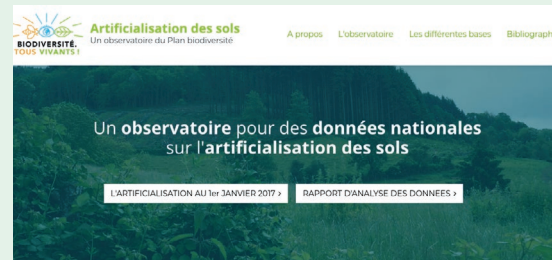 BIODIVERSITÉ.
TOUS VIVANTS !
Artificialisation des sols
Un observatoire du Plan biodiversité
A propos L'observatoire Les différentes bases Bibliograph
Un observatoire pour des données nationales
sur l'artificialisation des sols
L'ARTIFICIALISATION AU 1er JANVIER 2017 >
RAPPORT D'ANALYSE DES DONNEES >